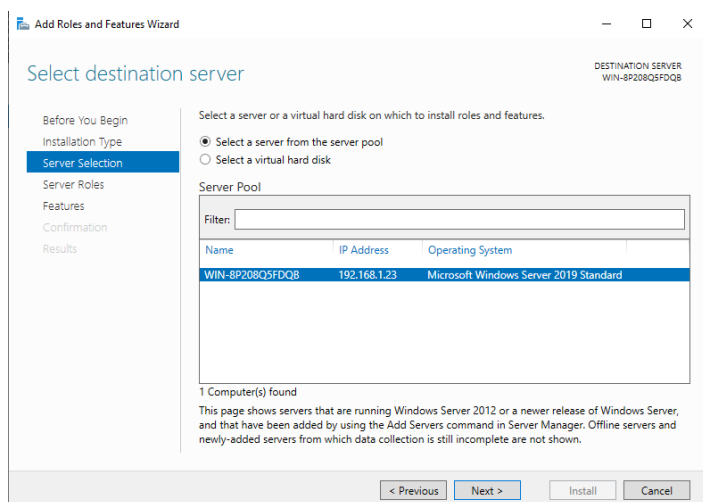 Add Roles and Features Wizard
Select destination server
DESTINATION SERVER
WIN-8P208Q5FDQB
Before You Begin
Installation Type
Server Selection
Server Roles
Features
Confirmation
Results
Select a server or a virtual hard disk on which to install roles and features.
Select a server from the server pool
Select a virtual hard disk
Server Pool
Filter:
Name IP Address Operating System
WIN-8P208Q5FDQB 192.168.1.23 Microsoft Windows Server 2019 Standard
1 Computer(s) found
This page shows servers that are running Windows Server 2012 or a newer release of Windows Server,
and that have been added by using the Add Servers command in Server Manager. Offline servers and
newly-added servers from which data collection is still incomplete are not shown.
< Previous Next > Install Cancel